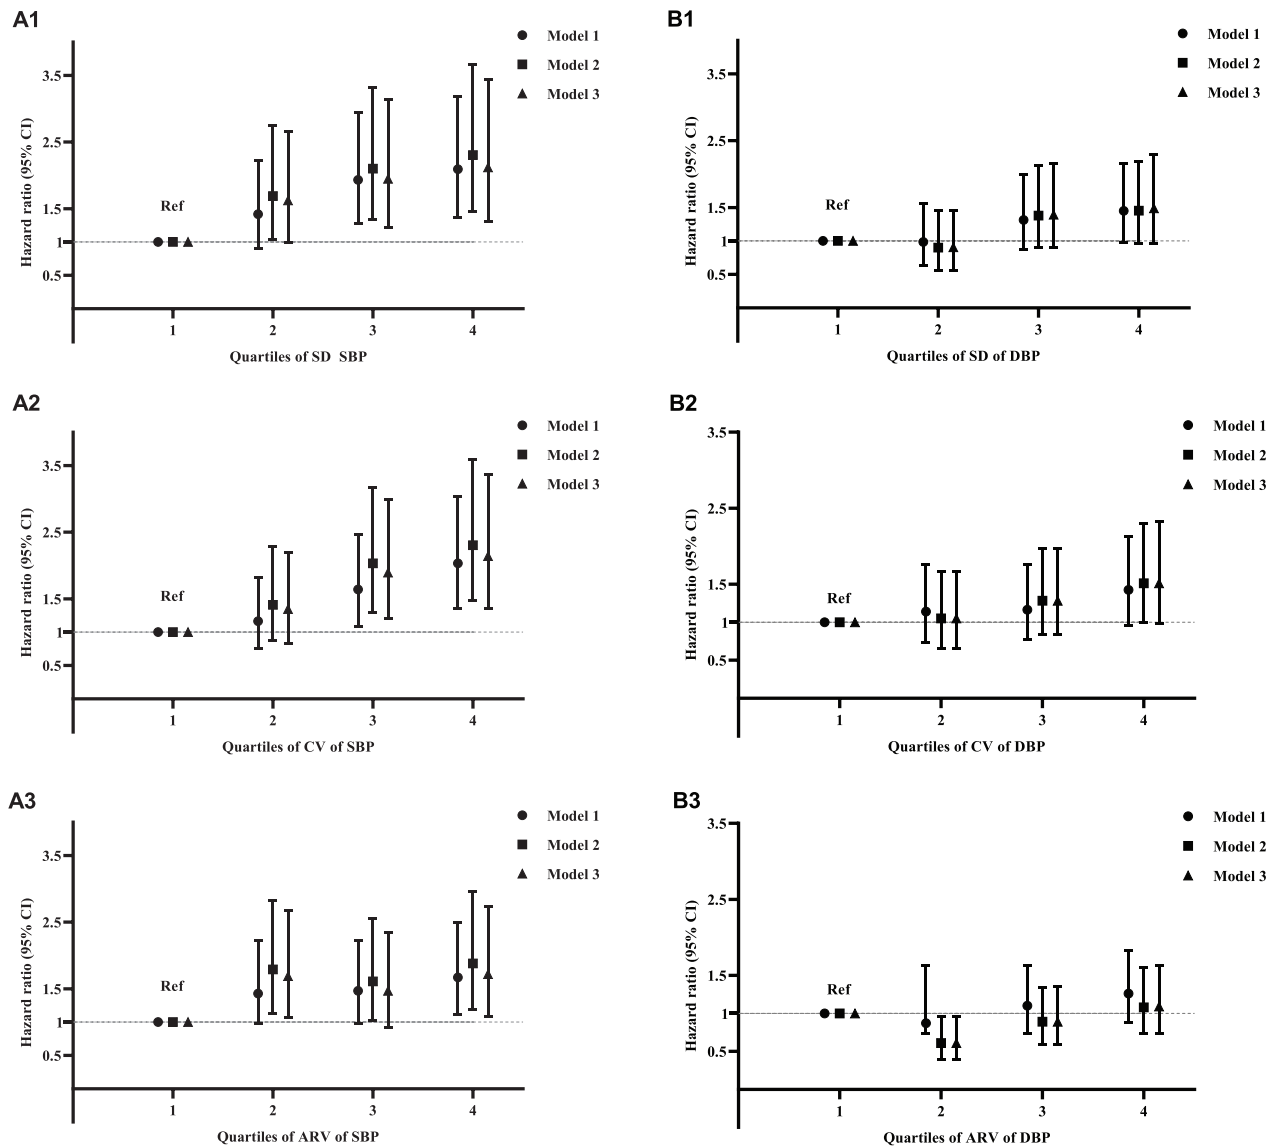 A1
Model 1
Model 2
Model 3
Hazard ratio (95% CI)
3.5
2.5
1.5
1
0.5
Ref
1 2 3 4
Quartiles of SD SBP
B1
Model 1
Model 2
Model 3
Hazard ratio (95% CI)
3.5
2.5
1.5
1
0.5
Ref
1 2 3 4
Quartiles of SD of DBP
A2
Model 1
Model 2
Model 3
Hazard ratio (95% CI)
3.5
2.5
1.5
1
0.5
Ref
1 2 3 4
Quartiles of CV of SBP
B2
Model 1
Model 2
Model 3
Hazard ratio (95% CI)
3.5
2.5
1.5
1
0.5
Ref
1 2 3 4
Quartiles of CV of DBP
A3
Model 1
Model 2
Model 3
Hazard ratio (95% CI)
3.5
2.5
1.5
1
0.5
Ref
1 2 3 4
Quartiles of ARV of SBP
B3
Model 1
Model 2
Model 3
Hazard ratio (95% CI)
3.5
2.5
1.5
1
0.5
Ref
1 2 3 4
Quartiles of ARV of DBP